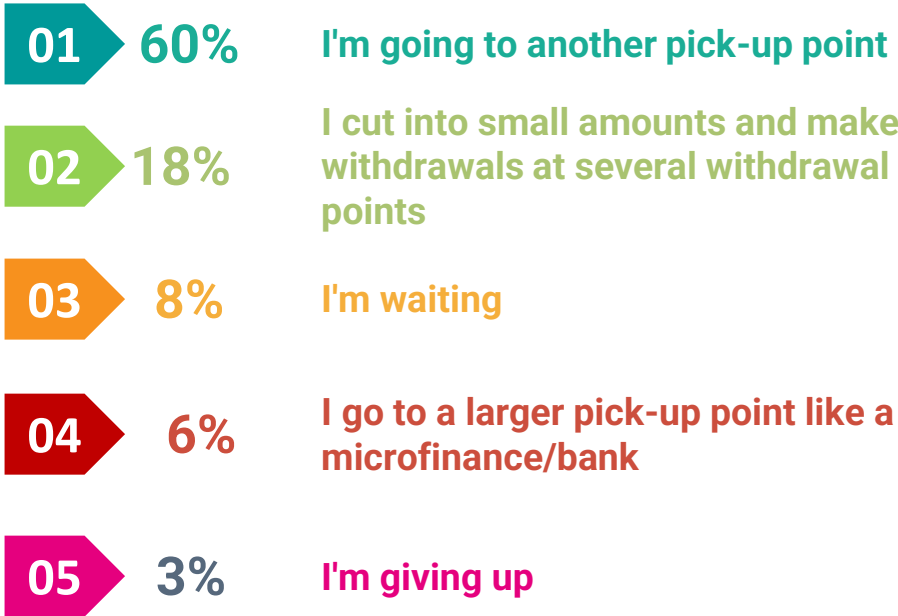 01 60% I'm going to another pick-up point
02 18% I cut into small amounts and make
withdrawals at several withdrawal
points
03 8% I'm waiting
04 6% I go to a larger pick-up point like a
microfinance/bank
05 3% I'm giving up